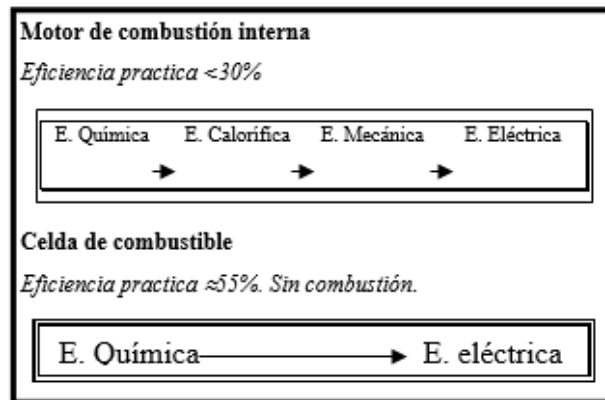 Motor de combustión interna
Eficiencia practica <30%
E. Química E. Calorífica E. Mecánica E. Eléctrica
Celda de combustible
Eficiencia practica ≈55%. Sin combustión.
E. Química E. eléctrica